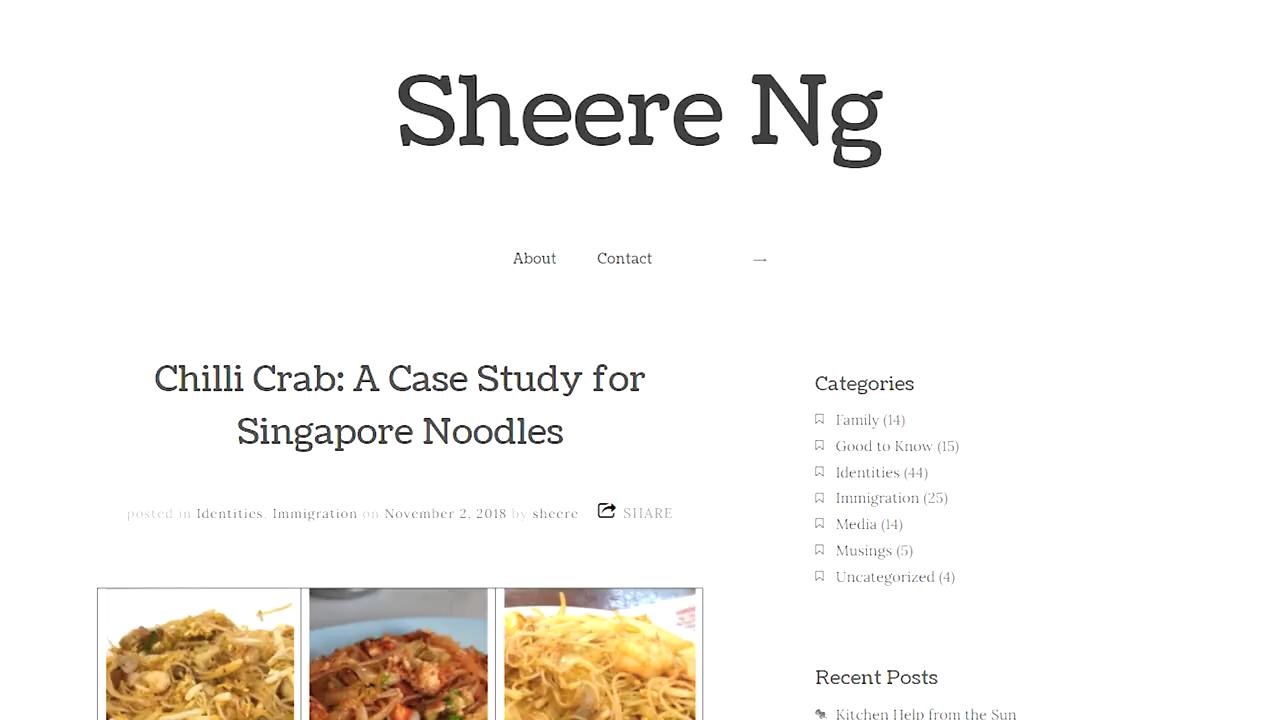 Sheere Ng
About Contact →
Chilli Crab: A Case Study for
Singapore Noodles
posted in Identities, Immigration on November 2, 2018 by sheere SHARE
Categories
Family (14)
Good to Know (15)
Identities (44)
Immigration (25)
Media (14)
Musings (5)
Uncategorized (4)
Recent Posts
Kitchen Help from the Sun